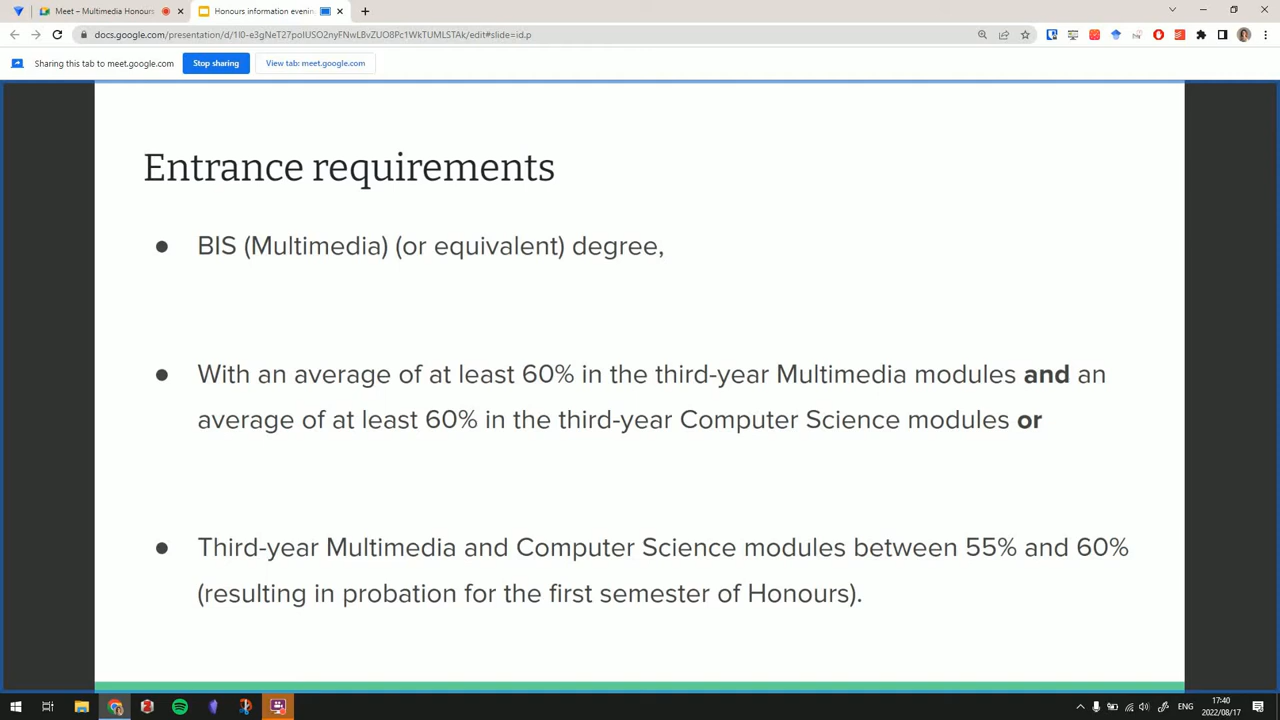 Meet – Multimedia Honours
Honours information evenin
docs.google.com/presentation/d/1I0-e3gNeT27poIUSO2nyFNwLBvZUO8Pc1WkTUMLSTAk/edit#slide=id.p
Sharing this tab to meet.google.com
Stop sharing
View tab: meet.google.com
Entrance requirements
● BIS (Multimedia) (or equivalent) degree,
● With an average of at least 60% in the third-year Multimedia modules and an
average of at least 60% in the third-year Computer Science modules or
● Third-year Multimedia and Computer Science modules between 55% and 60%
(resulting in probation for the first semester of Honours).
ENG
17:40
2022/08/17